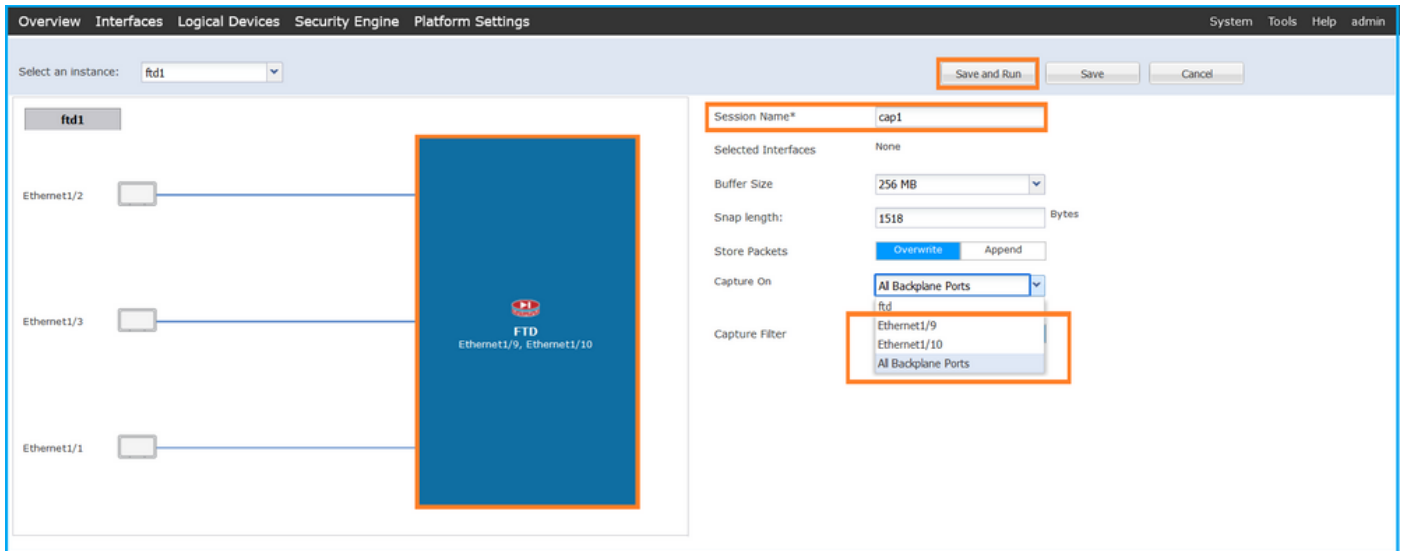 Overview Interfaces Logical Devices Security Engine Platform Settings System Tools Help admin
Select an instance: ftd1 Save and Run Save Cancel
ftd1
Ethernet1/2
Ethernet1/3
Ethernet1/1
FTD
Ethernet1/9, Ethernet1/10
Session Name* cap1
Selected Interfaces None
Buffer Size 256 MB
Snap length: 1518 Bytes
Store Packets Overwrite Append
Capture On All Backplane Ports
ftd
Ethernet1/9
Capture Filter
Ethernet1/10
All Backplane Ports